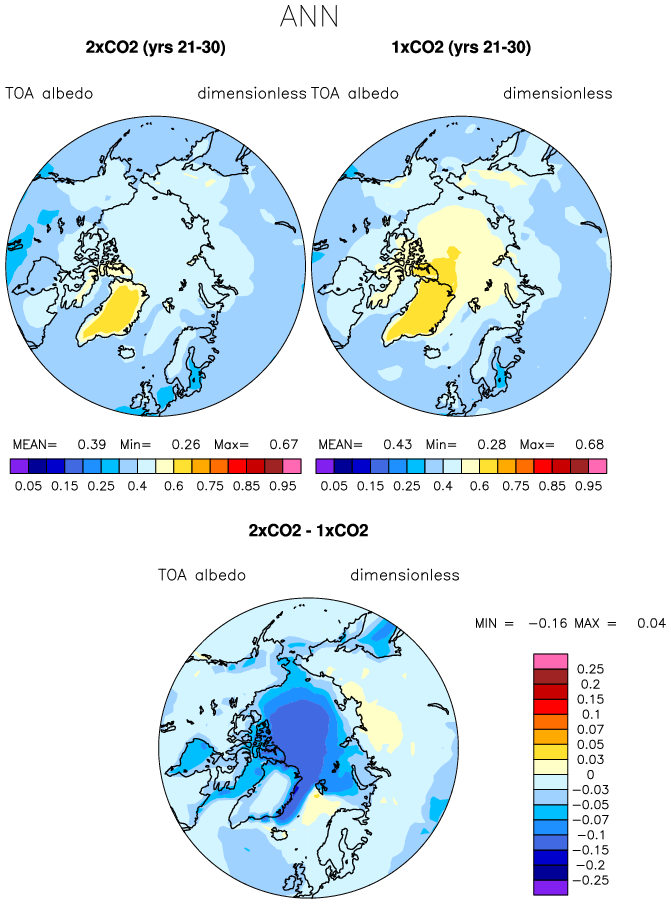 ANN
2xCO2 (yrs 21-30) 1xCO2 (yrs 21-30)
TOA albedo dimensionless TOA albedo dimensionless
MEAN= 0.39 Min= 0.26 Max= 0.67 MEAN= 0.43 Min= 0.28 Max= 0.68
0.05 0.15 0.25 0.4 0.6 0.75 0.85 0.95 0.05 0.15 0.25 0.4 0.6 0.75 0.85 0.95
2xCO2 - 1xCO2
TOA albedo dimensionless
MIN = −0.16 MAX = 0.04
0.25
0.2
0.15
0.1
0.07
0.05
0.03
0
−0.03
−0.05
−0.07
−0.1
−0.15
−0.2
−0.25